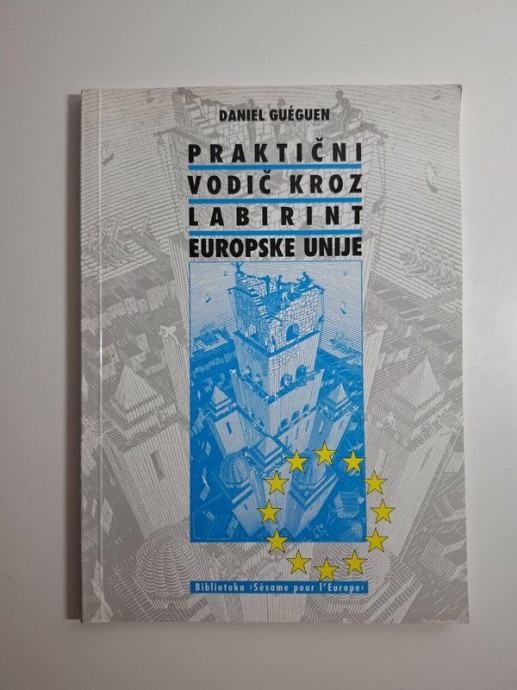 DANIEL GUÉGUEN
PRAKTIČNI
VODIČ KROZ
LABIRINT
EUROPSKE UNIJE
Biblioteka ›Sésame pour l'Europe‹